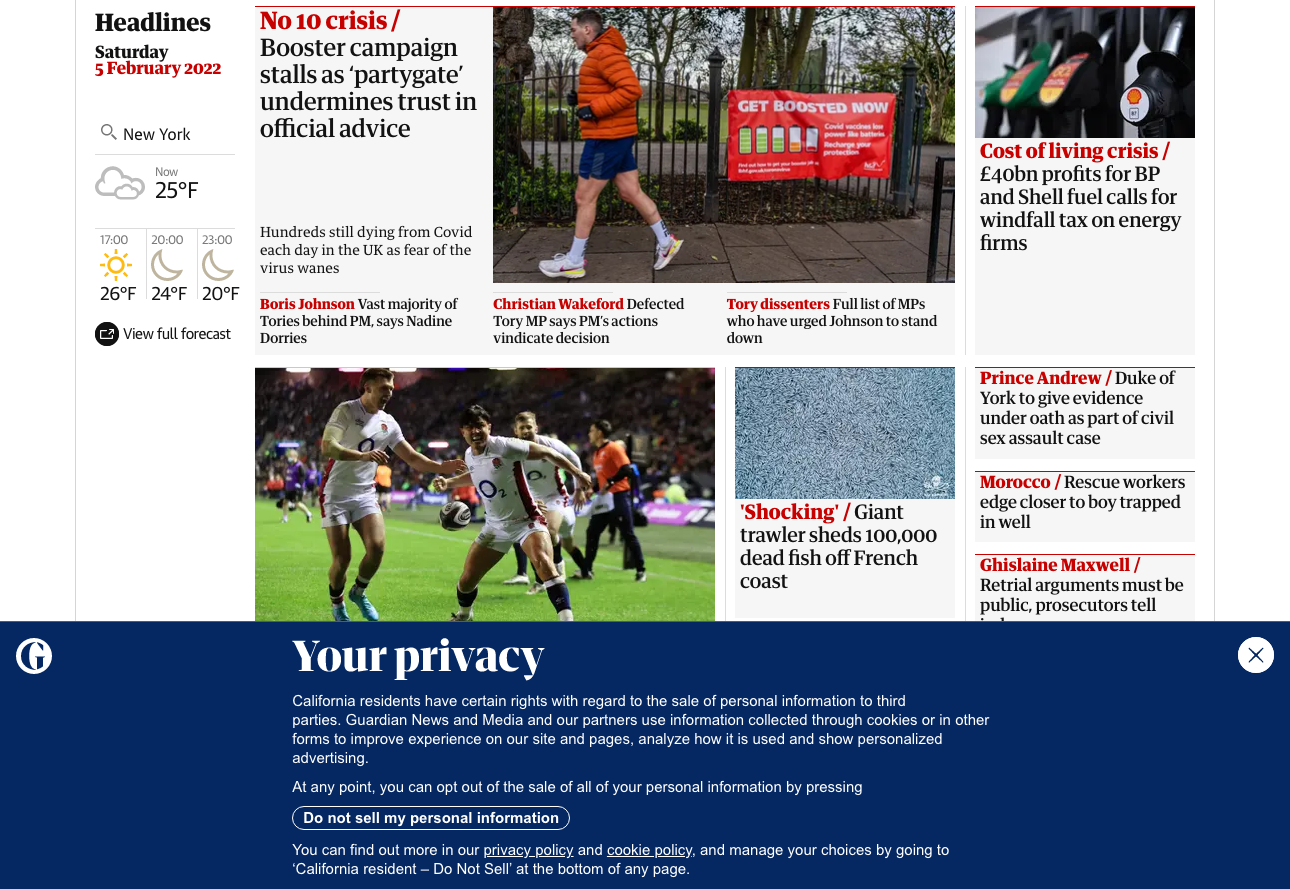 Headlines
Saturday
5 February 2022
New York
Now
25°F
17:00
26°F
20:00
24°F
23:00
20°F
View full forecast
No 10 crisis /
Booster campaign
stalls as ‘partygate’
undermines trust in
official advice
Hundreds still dying from Covid
each day in the UK as fear of the
virus wanes
GET BOOSTED NOW
Covid vaccines lose
power like batteries
Recharge your
protection
Boris Johnson Vast majority of
Tories behind PM, says Nadine
Dorries
Christian Wakeford Defected
Tory MP says PM’s actions
vindicate decision
Tory dissenters Full list of MPs
who have urged Johnson to stand
down
Cost of living crisis /
£40bn profits for BP
and Shell fuel calls for
windfall tax on energy
firms
O2
'Shocking' / Giant
trawler sheds 100,000
dead fish off French
coast
Prince Andrew / Duke of
York to give evidence
under oath as part of civil
sex assault case
Morocco / Rescue workers
edge closer to boy trapped
in well
Ghislaine Maxwell /
Retrial arguments must be
public, prosecutors tell
Your privacy
California residents have certain rights with regard to the sale of personal information to third
parties. Guardian News and Media and our partners use information collected through cookies or in other
forms to improve experience on our site and pages, analyze how it is used and show personalized
advertising.
At any point, you can opt out of the sale of all of your personal information by pressing
Do not sell my personal information
You can find out more in our privacy policy and cookie policy, and manage your choices by going to
‘California resident – Do Not Sell’ at the bottom of any page.